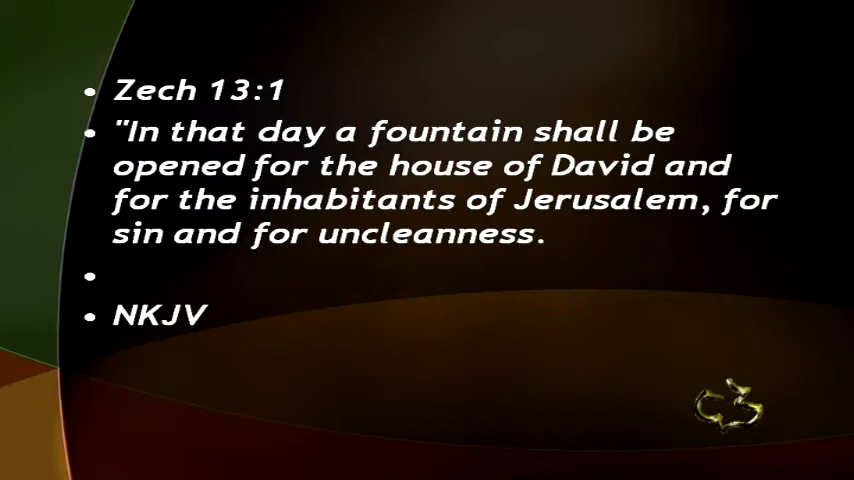 • Zech 13:1
• "In that day a fountain shall be
opened for the house of David and
for the inhabitants of Jerusalem, for
sin and for uncleanness.
•
• NKJV
C3